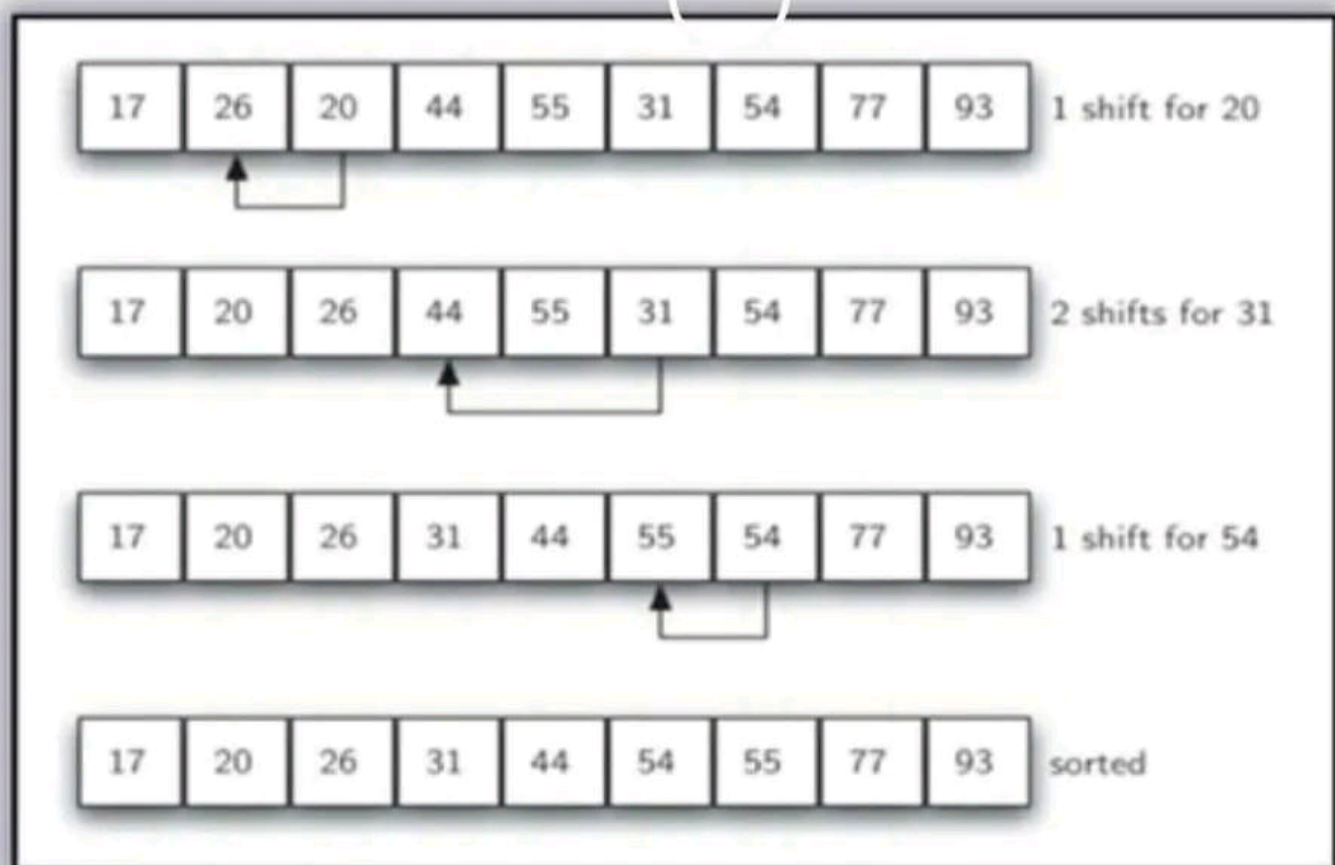 17 26 20 44 55 31 54 77 93 1 shift for 20
17 20 26 44 55 31 54 77 93 2 shifts for 31
17 20 26 31 44 55 54 77 93 1 shift for 54
17 20 26 31 44 54 55 77 93 sorted